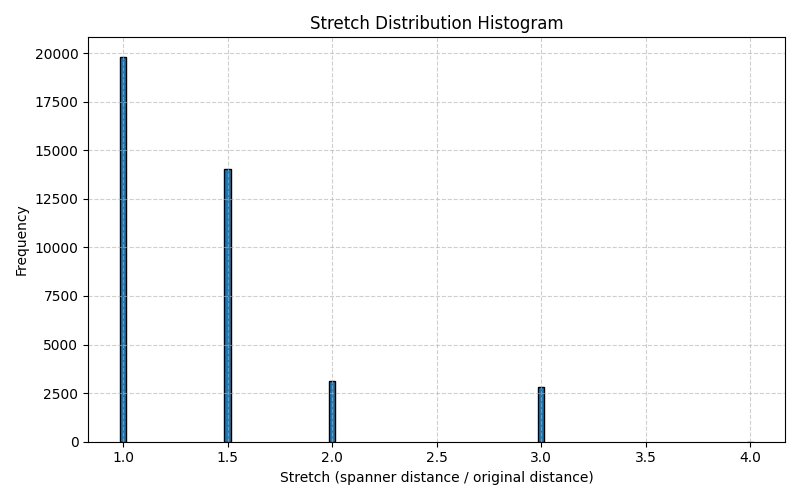 Stretch Distribution Histogram
20000
17500
15000
12500
10000
7500
5000
2500
0
Frequency
1.0 1.5 2.0 2.5 3.0 3.5 4.0
Stretch (spanner distance / original distance)